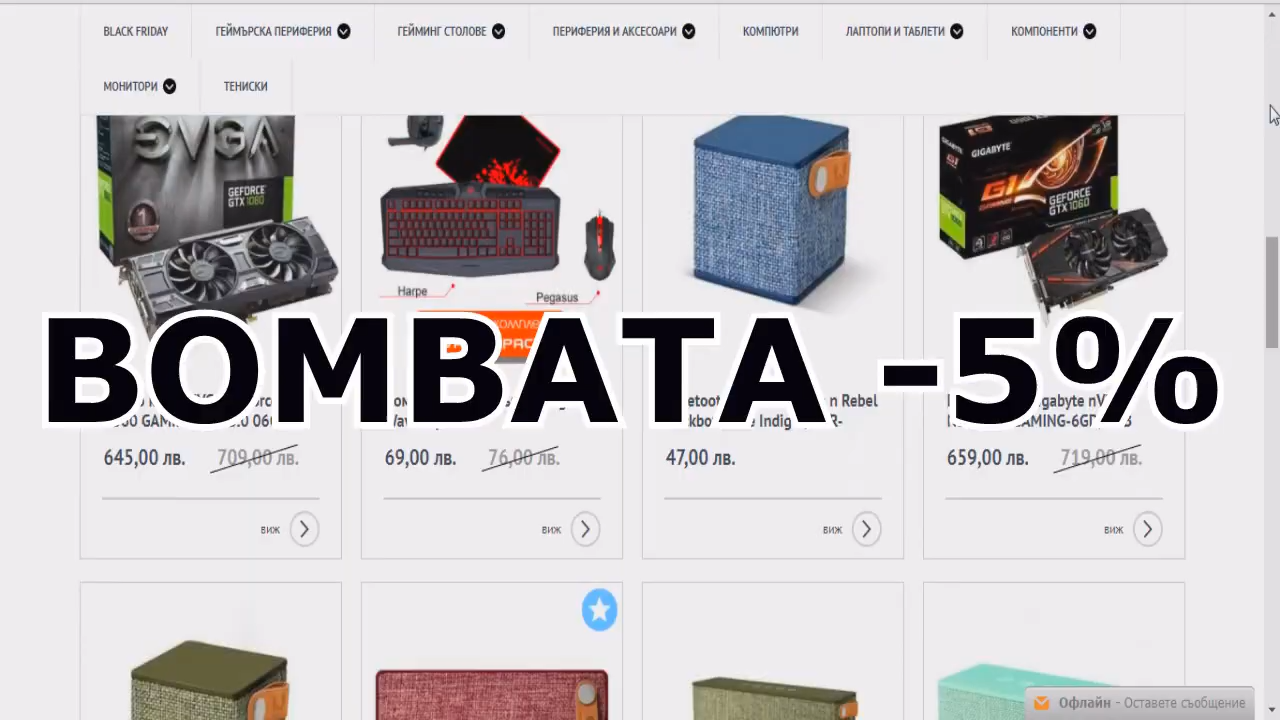 BLACK FRIDAY ГЕЙМЪРСКА ПЕРИФЕРИЯ ГЕЙМИНГ СТОЛОВЕ ПЕРИФЕРИЯ И АКСЕСОАРИ КОМПЮТРИ ЛАПТОПИ И ТАБЛЕТИ КОМПОНЕНТИ
МОНИТОРИ ТЕНИСКИ
EVGA
GEFORCE
GTX 1060
Harpe
Pegasus
GIGABYTE
G1
GEFORCE
GTX 1060
BOMBATA -5%
Rebel
645,00 лв. 709,00 лв. 69,00 лв. 76,00 лв. 47,00 лв. 659,00 лв. 719,00 лв.
виж виж виж виж
Офлайн - Оставете съобщение